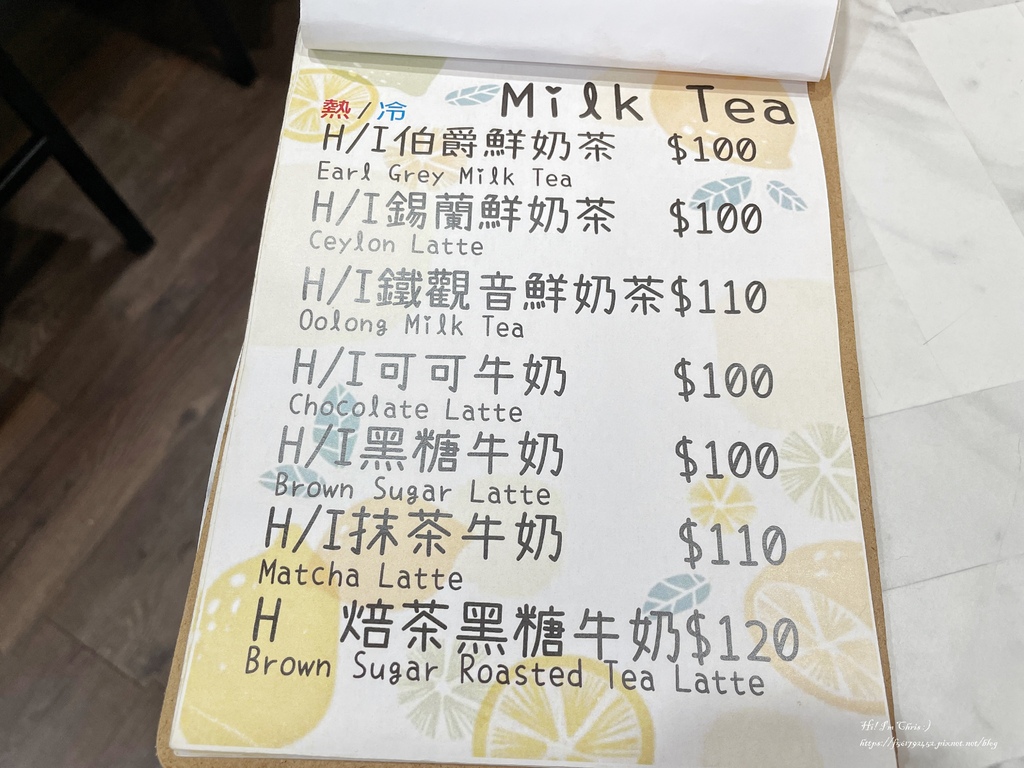 Milk Tea
熱/冷
H/I伯爵鮮奶茶 $100
Earl Grey Milk Tea
H/I錫蘭鮮奶茶 $100
Ceylon Latte
H/I鐵觀音鮮奶茶$110
Oolong Milk Tea
H/I可可牛奶 $100
Chocolate Latte
H/I黑糖牛奶 $100
Brown Sugar Latte
H/I抹茶牛奶 $110
Matcha Latte
H 焙茶黑糖牛奶$120
Brown Sugar Roasted Tea Latte
Hi! I'm Chris :)